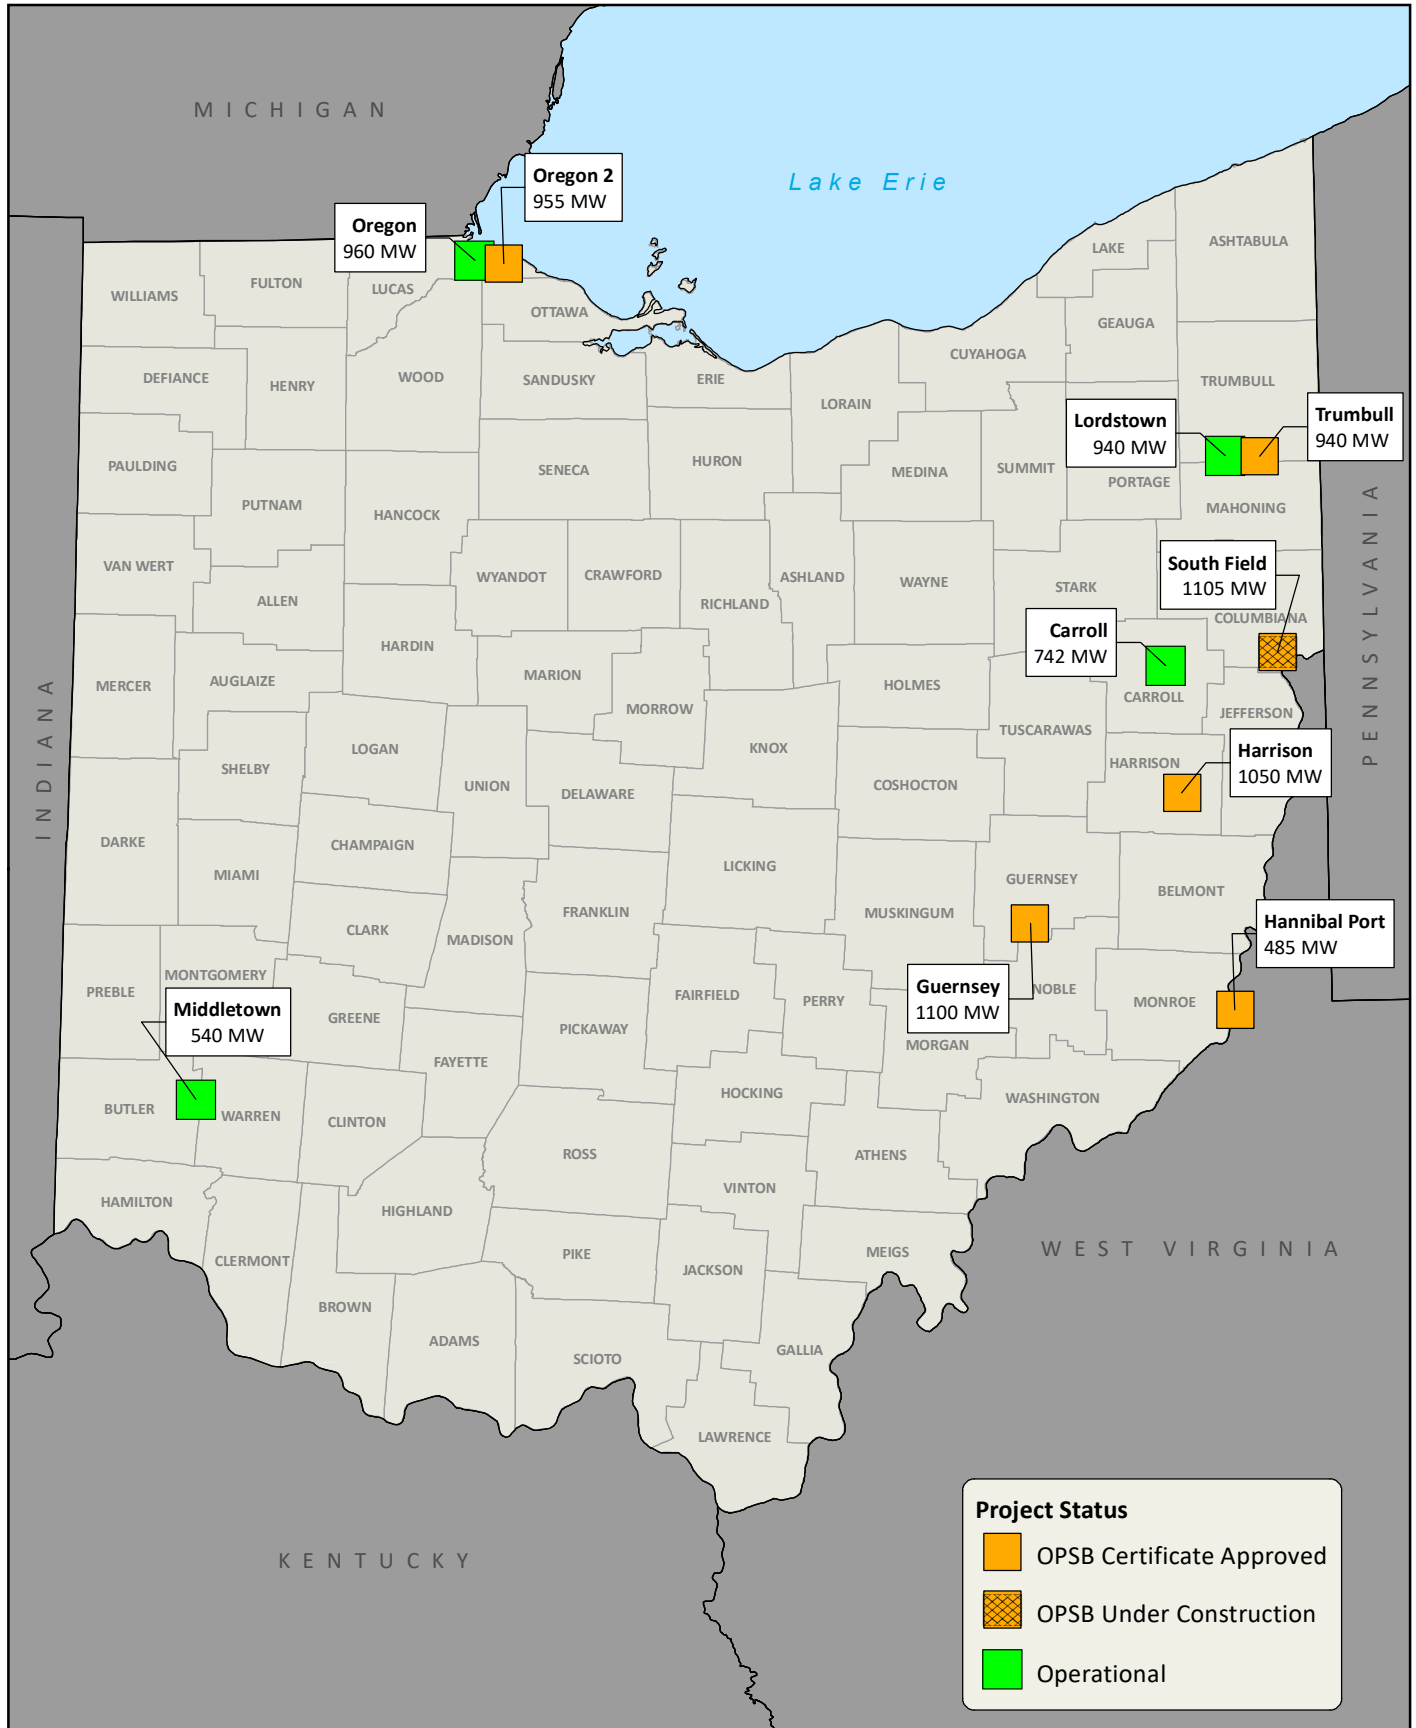 MICHIGAN
Lake Erie
Oregon 2
955 MW
Oregon
960 MW
LAKE
ASHTABULA
FULTON
LUCAS
WILLIAMS
OTTAWA
GEAUGA
CUYAHOGA
DEFIANCE
HENRY
WOOD
SANDUSKY
ERIE
LORAIN
TRUMBULL
Lordstown
940 MW
Trumbull
940 MW
PAULDING
SENECA
HURON
MEDINA
SUMMIT
PORTAGE
PUTNAM
HANCOCK
MAHONING
VAN WERT
WYANDOT
CRAWFORD
ASHLAND
WAYNE
STARK
South Field
1105 MW
PENNSYLVANIA
ALLEN
RICHLAND
COLUMBIANA
HARDIN
Carroll
742 MW
MERCER
AUGLAIZE
MARION
MORROW
HOLMES
CARROLL
JEFFERSON
INDIANA
LOGAN
KNOX
TUSCARAWAS
SHELBY
UNION
DELAWARE
COSHOCTON
HARRISON
Harrison
1050 MW
DARKE
CHAMPAIGN
MIAMI
LICKING
GUERNSEY
BELMONT
CLARK
FRANKLIN
MUSKINGUM
MADISON
Hannibal Port
485 MW
MONTGOMERY
PREBLE
FAIRFIELD
PERRY
Guernsey
1100 MW
NOBLE
MONROE
Middletown
540 MW
GREENE
PICKAWAY
MORGAN
FAYETTE
HOCKING
WASHINGTON
BUTLER
WARREN
CLINTON
ROSS
ATHENS
VINTON
HAMILTON
HIGHLAND
PIKE
MEIGS
WEST VIRGINIA
CLERMONT
JACKSON
BROWN
ADAMS
SCIOTO
GALLIA
LAWRENCE
KENTUCKY
Project Status
OPSB Certificate Approved
OPSB Under Construction
Operational